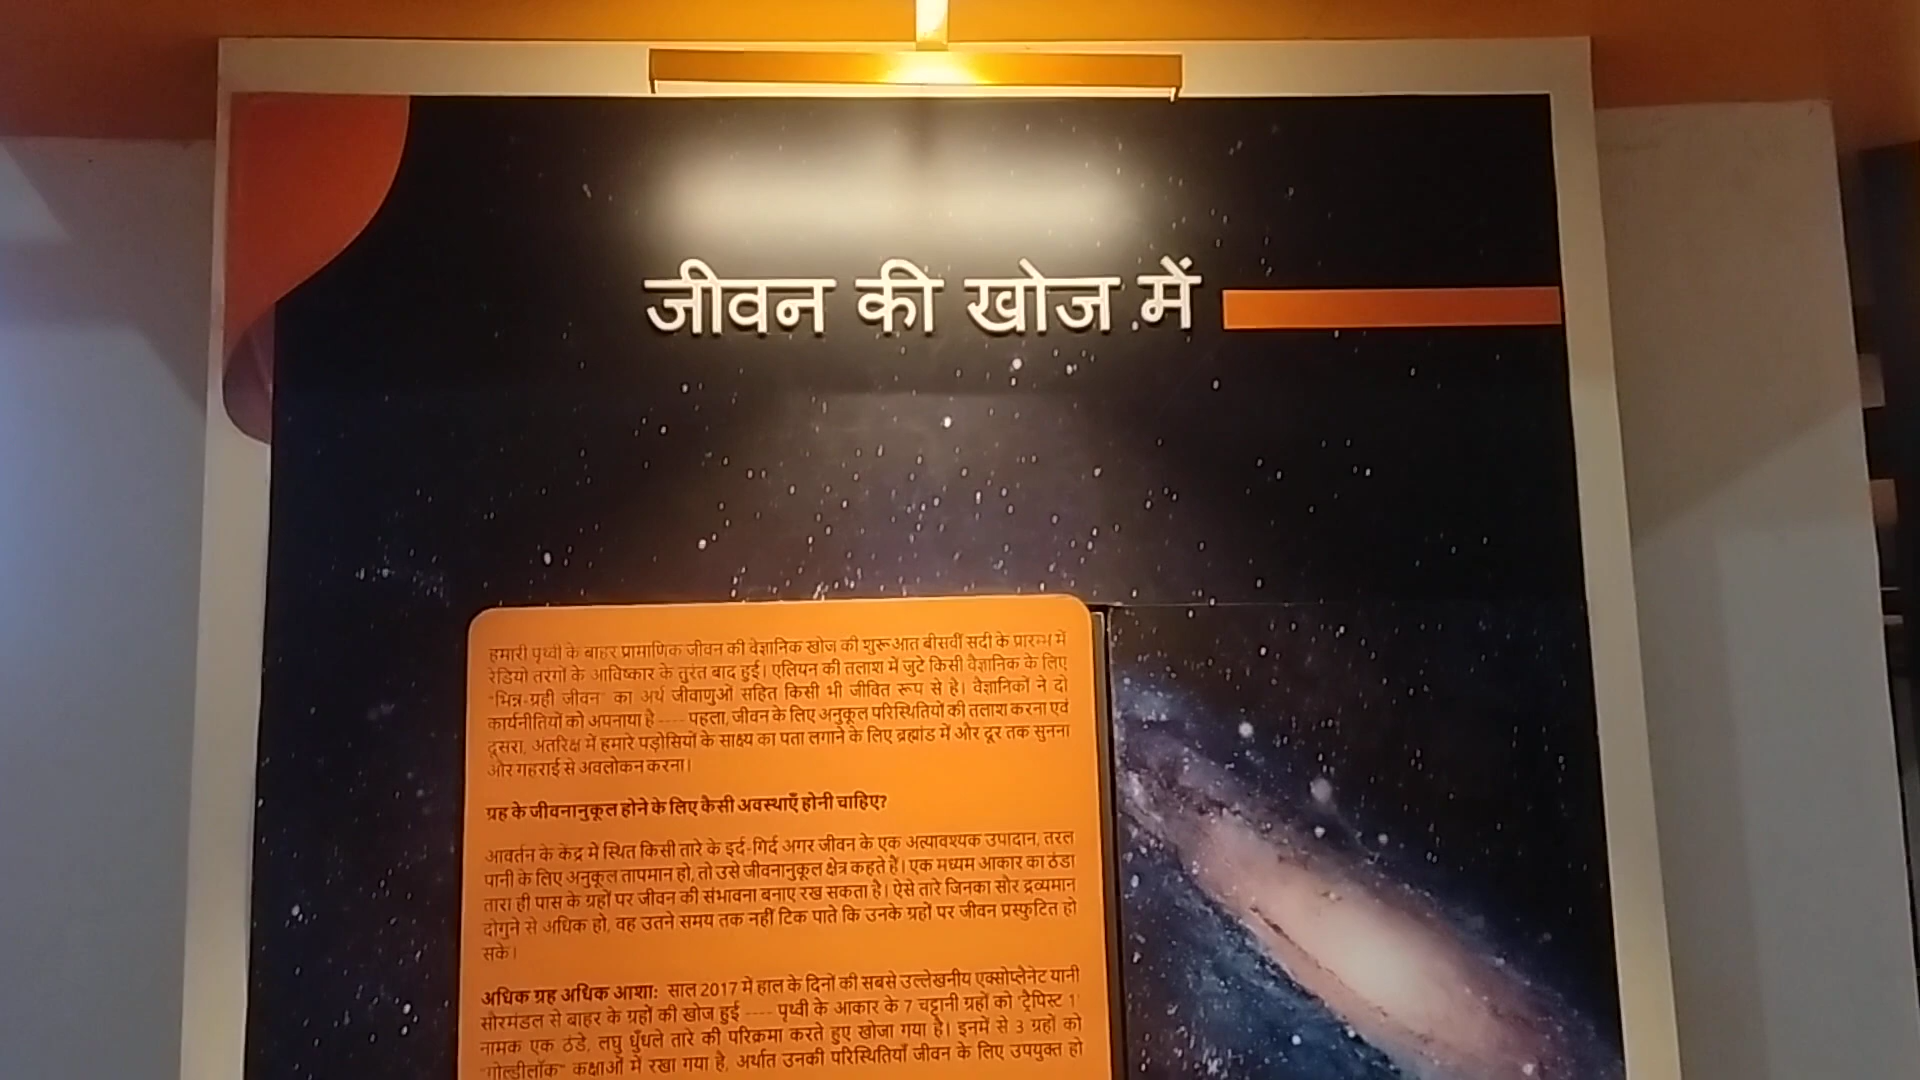 जीवन की खोज में
हमारी पृथ्वी के बाहर प्रामाणिक जीवन की वैज्ञानिक खोज की शुरूआत बीसवीं सदी के प्रारम्भ में
रेडियो तरंगों के आविष्कार के तुरंत बाद हुई। एलियन की तलाश में जुटे किसी वैज्ञानिक के लिए
"भिन्न-ग्रही जीवन" का अर्थ जीवाणुओं सहित किसी भी जीवित रूप से है। वैज्ञानिकों ने दो
कार्यनीतियों को अपनाया है ---- पहला, जीवन के लिए अनुकूल परिस्थितियों की तलाश करना एवं
दूसरा, अंतरिक्ष में हमारे पड़ोसियों के साक्ष्य का पता लगाने के लिए ब्रह्मांड में और दूर तक सुनना
और गहराई से अवलोकन करना।
ग्रह के जीवनानुकूल होने के लिए कैसी अवस्थाएँ होनी चाहिए?
आवर्तन के केंद्र में स्थित किसी तारे के इर्द-गिर्द अगर जीवन के एक अत्यावश्यक उपादान, तरल
पानी के लिए अनुकूल तापमान हो, तो उसे जीवनानुकूल क्षेत्र कहते हैं। एक मध्यम आकार का ठंडा
तारा ही पास के ग्रहों पर जीवन की संभावना बनाए रख सकता है। ऐसे तारे जिनका सौर द्रव्यमान
दोगुने से अधिक हो, वह उतने समय तक नहीं टिक पाते कि उनके ग्रहों पर जीवन प्रस्फुटित हो
सके।
अधिक ग्रह अधिक आशा: साल 2017 में हाल के दिनों की सबसे उल्लेखनीय एक्सोप्लैनेट यानी
सौरमंडल से बाहर के ग्रहों की खोज हुई ---- पृथ्वी के आकार के 7 चट्टानी ग्रहों को 'ट्रैपिस्ट 1'
नामक एक ठंडे, लघु धुँधले तारे की परिक्रमा करते हुए खोजा गया है। इनमें से 3 ग्रहों को
"गोल्डीलॉक" कक्षाओं में रखा गया है, अर्थात उनकी परिस्थितियाँ जीवन के लिए उपयुक्त हो